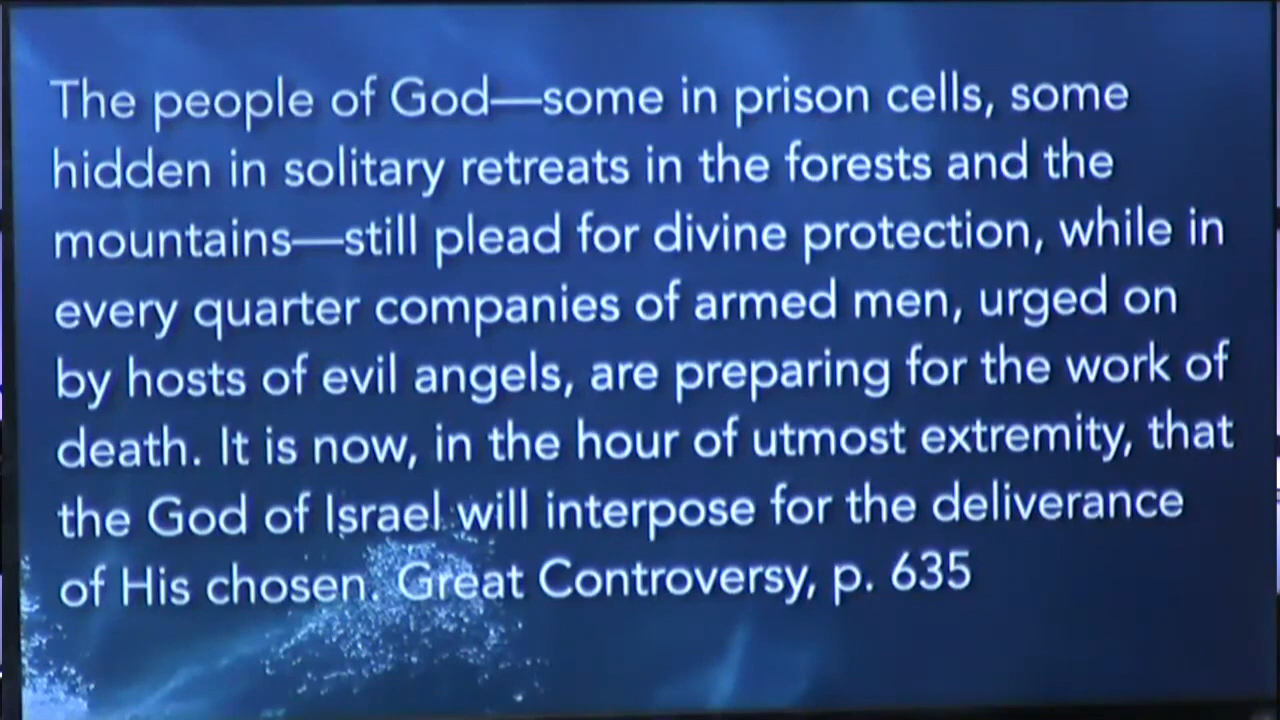 The people of God—some in prison cells, some
hidden in solitary retreats in the forests and the
mountains—still plead for divine protection, while in
every quarter companies of armed men, urged on
by hosts of evil angels, are preparing for the work of
death. It is now, in the hour of utmost extremity, that
the God of Israel will interpose for the deliverance
of His chosen. Great Controversy, p. 635